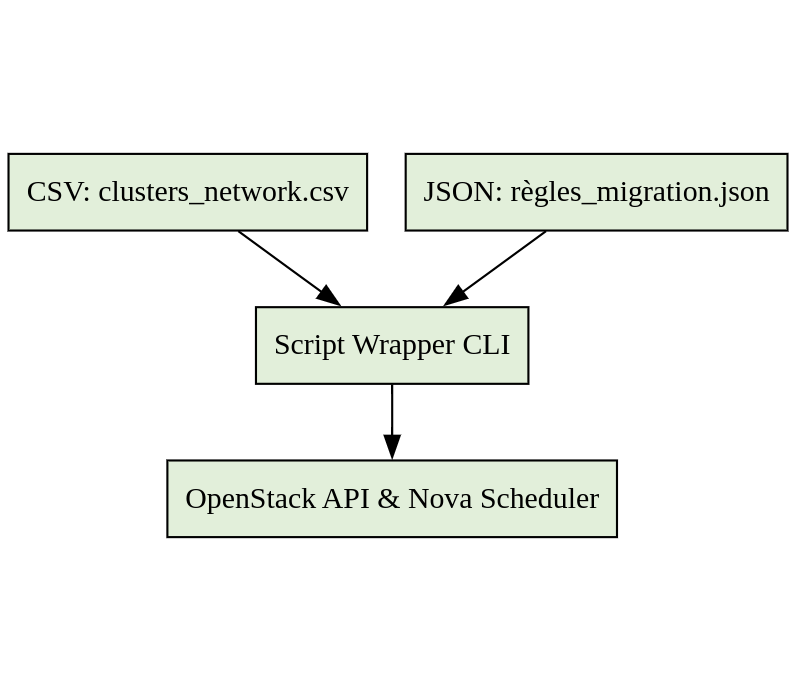 CSV: clusters_network.csv
JSON: règles_migration.json
Script Wrapper CLI
OpenStack API & Nova Scheduler